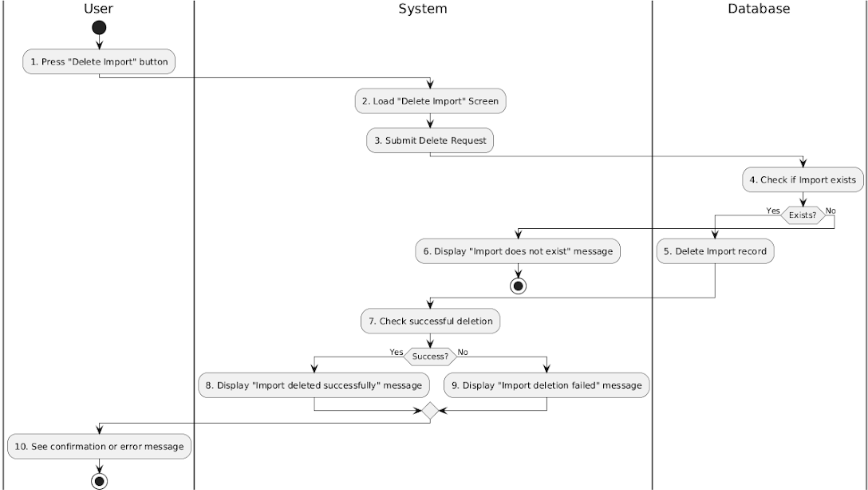 User
System
Database
1. Press "Delete Import" button
2. Load "Delete Import" Screen
3. Submit Delete Request
4. Check if Import exists
Yes
Exists?
No
6. Display "Import does not exist" message
5. Delete Import record
7. Check successful deletion
Yes
Success?
No
8. Display "Import deleted successfully" message
9. Display "Import deletion failed" message
10. See confirmation or error message